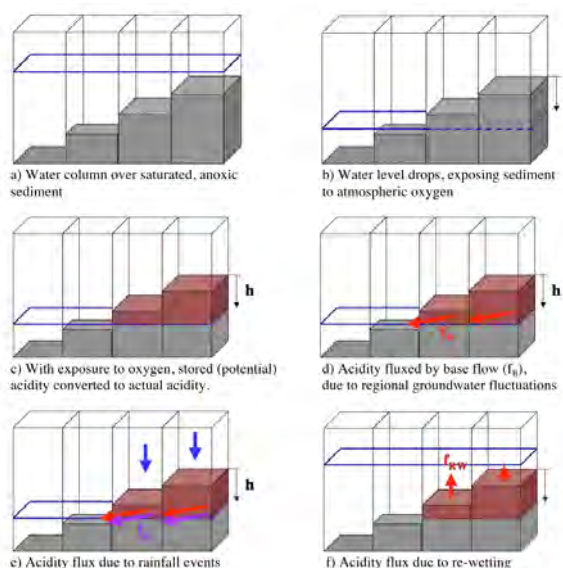 a) Water column over saturated, anoxic
sediment
b) Water level drops, exposing sediment
to atmospheric oxygen
h
h
c) With exposure to oxygen, stored (potential)
acidity converted to actual acidity.
d) Acidity fluxed by base flow (fB),
due to regional groundwater fluctuations
h
fRW
e) Acidity flux due to rainfall events
f) Acidity flux due to re-wetting